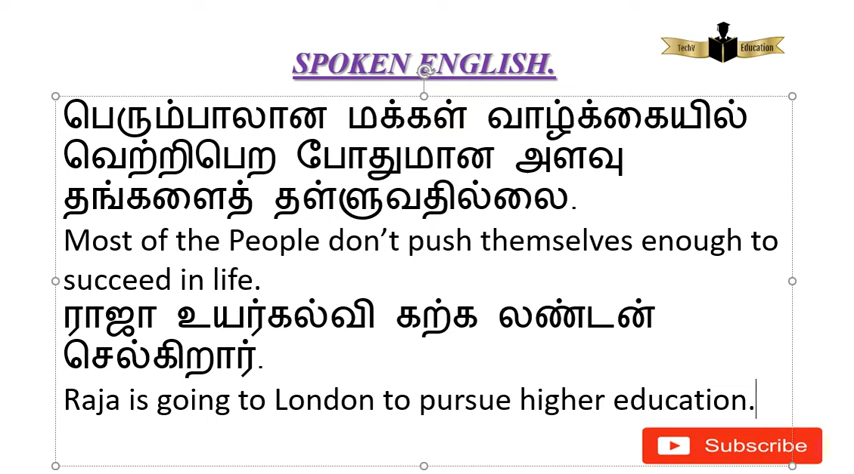 TechV Education
SPOKEN ENGLISH.
பெரும்பாலான மக்கள் வாழ்க்கையில்
வெற்றிபெற போதுமான அளவு
தங்களைத் தள்ளுவதில்லை.
Most of the People don't push themselves enough to
succeed in life.
ராஜா உயர்கல்வி கற்க லண்டன்
செல்கிறார்.
Raja is going to London to pursue higher education.
Subscribe